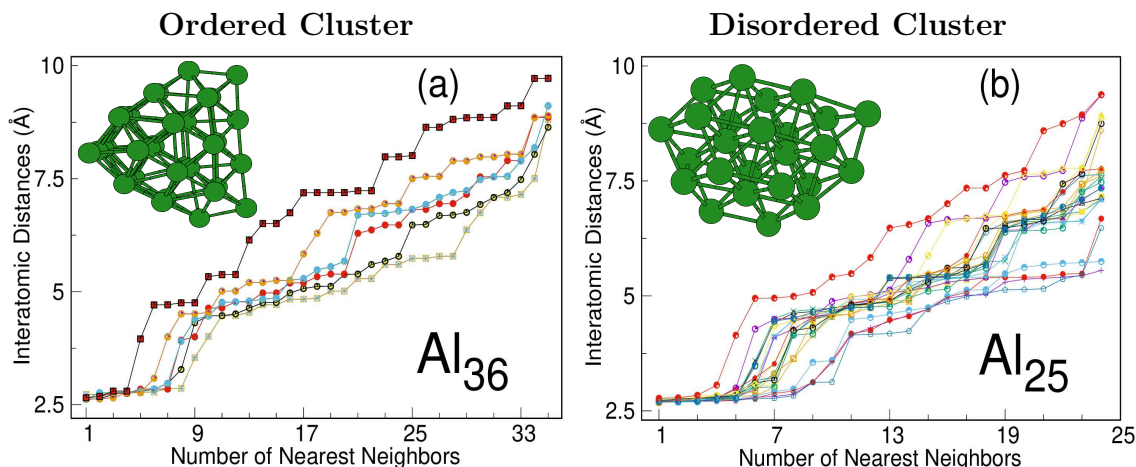 Ordered Cluster
Disordered Cluster
(a)
Interatomic Distances (Å)
10
7.5
5
2.5
Al36
1 9 17 25 33
Number of Nearest Neighbors
(b)
Interatomic Distances (Å)
10
7.5
5
2.5
Al25
1 7 13 19 25
Number of Nearest Neighbors